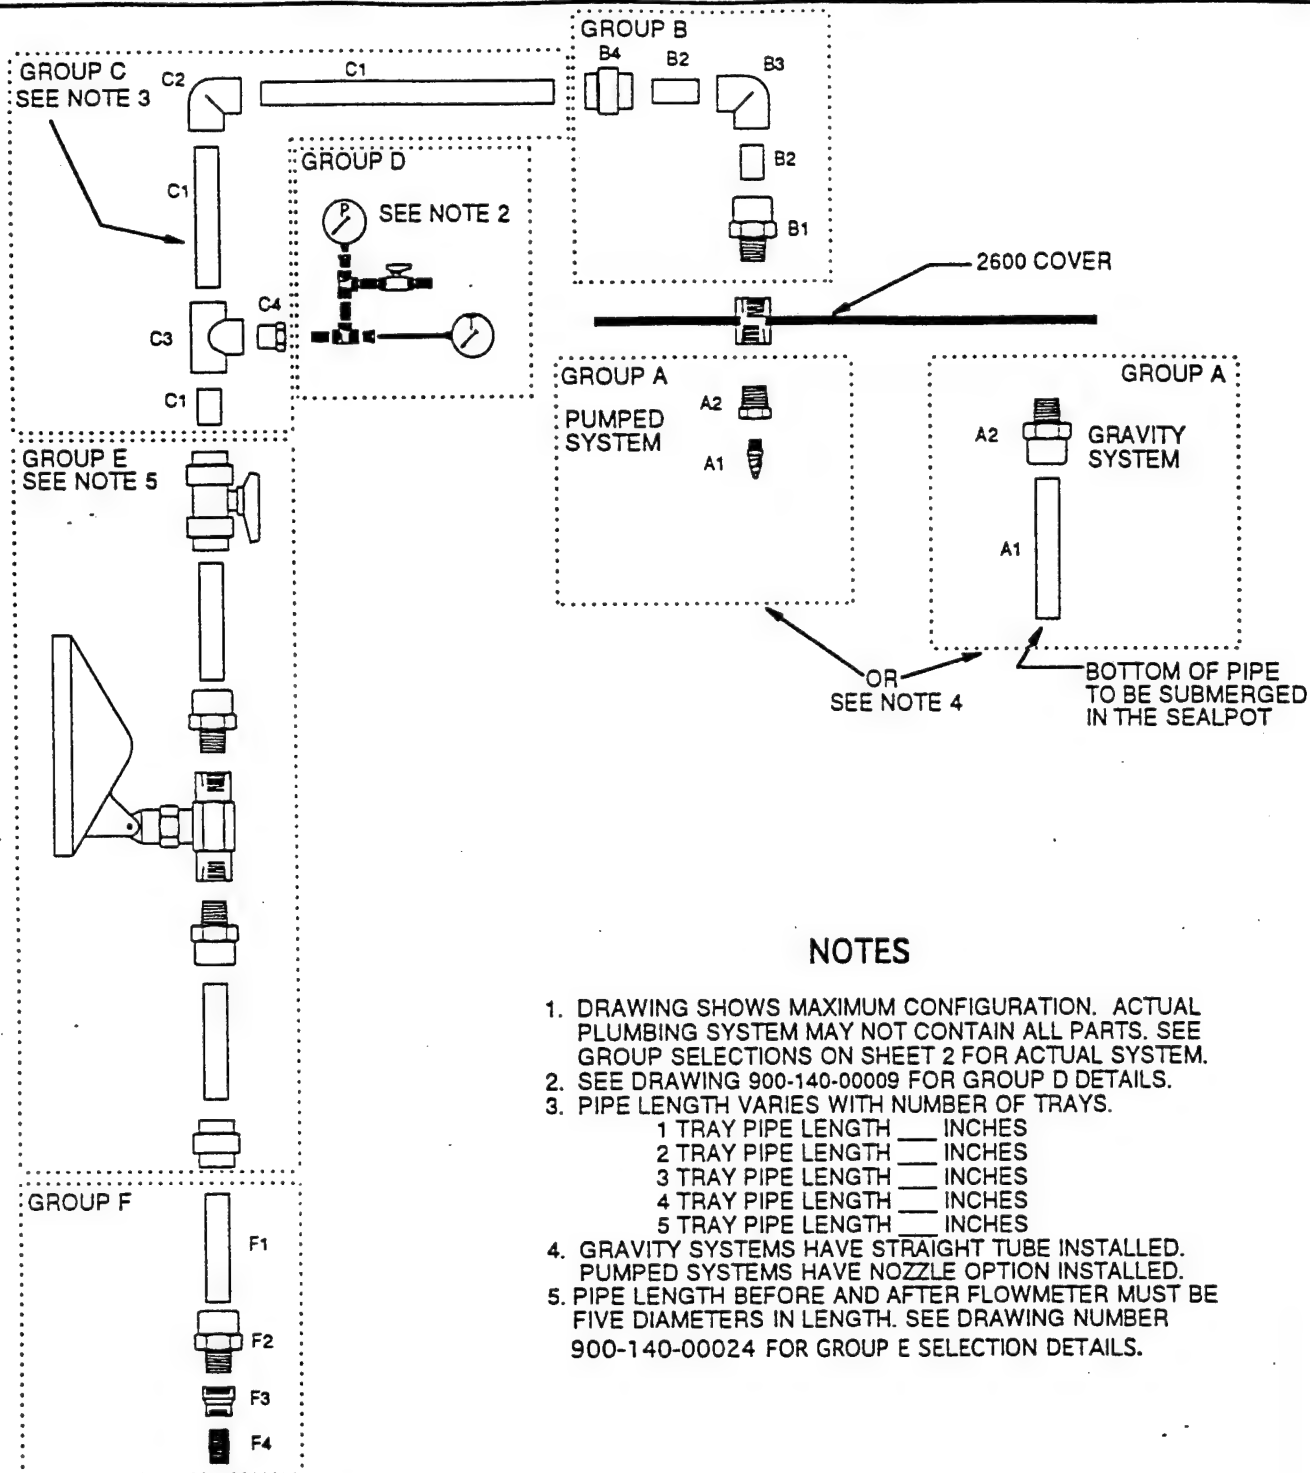 GROUP B
B4
B2
B3
GROUP C
SEE NOTE 3
C2
C1
B2
GROUP D
P
SEE NOTE 2
C1
B1
2600 COVER
C4
C3
T
C1
GROUP A
PUMPED
SYSTEM
A2
A1
GROUP A
A2
GRAVITY
SYSTEM
A1
GROUP E
SEE NOTE 5
OR
SEE NOTE 4
BOTTOM OF PIPE
TO BE SUBMERGED
IN THE SEALPOT
NOTES
1. DRAWING SHOWS MAXIMUM CONFIGURATION. ACTUAL
PLUMBING SYSTEM MAY NOT CONTAIN ALL PARTS. SEE
GROUP SELECTIONS ON SHEET 2 FOR ACTUAL SYSTEM.
2. SEE DRAWING 900-140-00009 FOR GROUP D DETAILS.
3. PIPE LENGTH VARIES WITH NUMBER OF TRAYS.
1 TRAY PIPE LENGTH ___ INCHES
2 TRAY PIPE LENGTH ___ INCHES
3 TRAY PIPE LENGTH ___ INCHES
4 TRAY PIPE LENGTH ___ INCHES
5 TRAY PIPE LENGTH ___ INCHES
4. GRAVITY SYSTEMS HAVE STRAIGHT TUBE INSTALLED.
PUMPED SYSTEMS HAVE NOZZLE OPTION INSTALLED.
5. PIPE LENGTH BEFORE AND AFTER FLOWMETER MUST BE
FIVE DIAMETERS IN LENGTH. SEE DRAWING NUMBER
900-140-00024 FOR GROUP E SELECTION DETAILS.
GROUP F
F1
F2
F3
F4